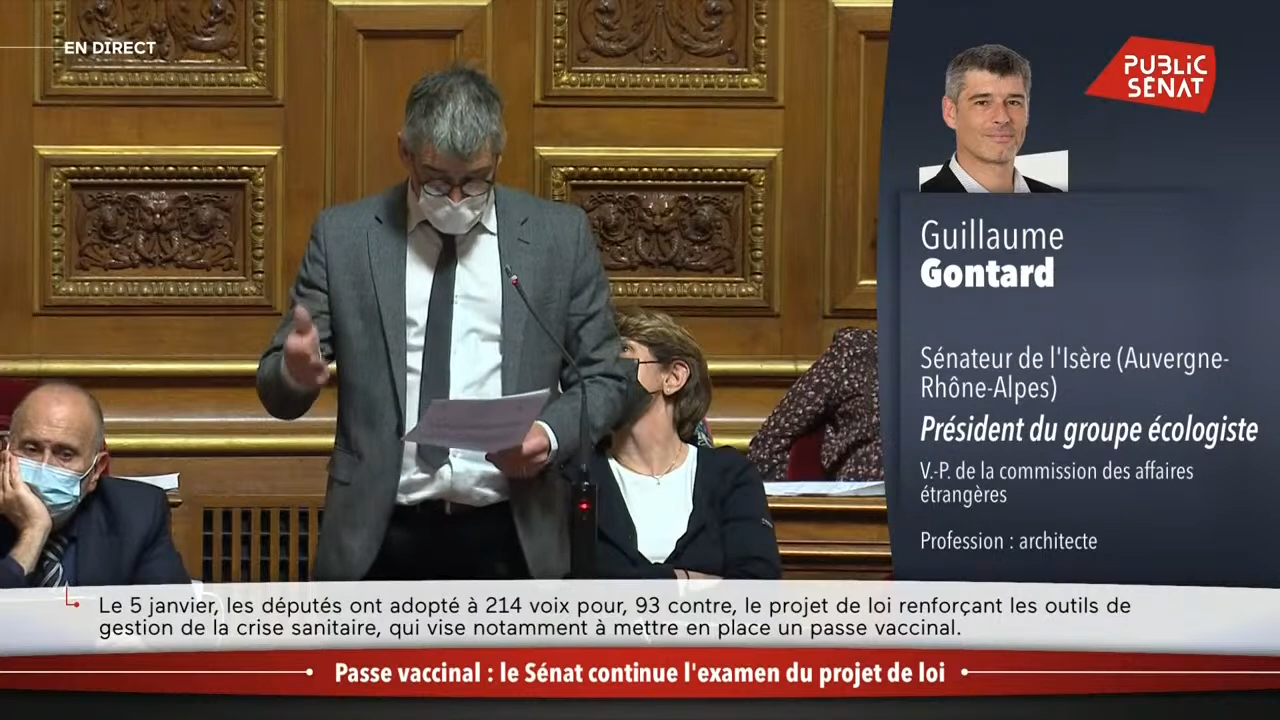 EN DIRECT
PUBLIC
SÉNAT
Guillaume
Gontard
Sénateur de l'Isère (Auvergne-
Rhône-Alpes)
Président du groupe écologiste
V.-P. de la commission des affaires
étrangères
Profession : architecte
Le 5 janvier, les députés ont adopté à 214 voix pour, 93 contre, le projet de loi renforçant les outils de
gestion de la crise sanitaire, qui vise notamment à mettre en place un passe vaccinal.
Passe vaccinal : le Sénat continue l'examen du projet de loi